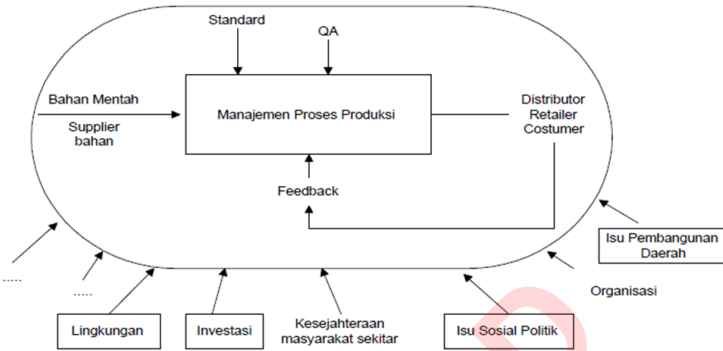 Standard
QA
Bahan Mentah
Supplier
bahan
Manajemen Proses Produksi
Distributor
Retailer
Costumer
Feedback
Isu Pembangunan
Daerah
.....
.....
Organisasi
Lingkungan
Investasi
Kesejahteraan
masyarakat sekitar
Isu Sosial Politik